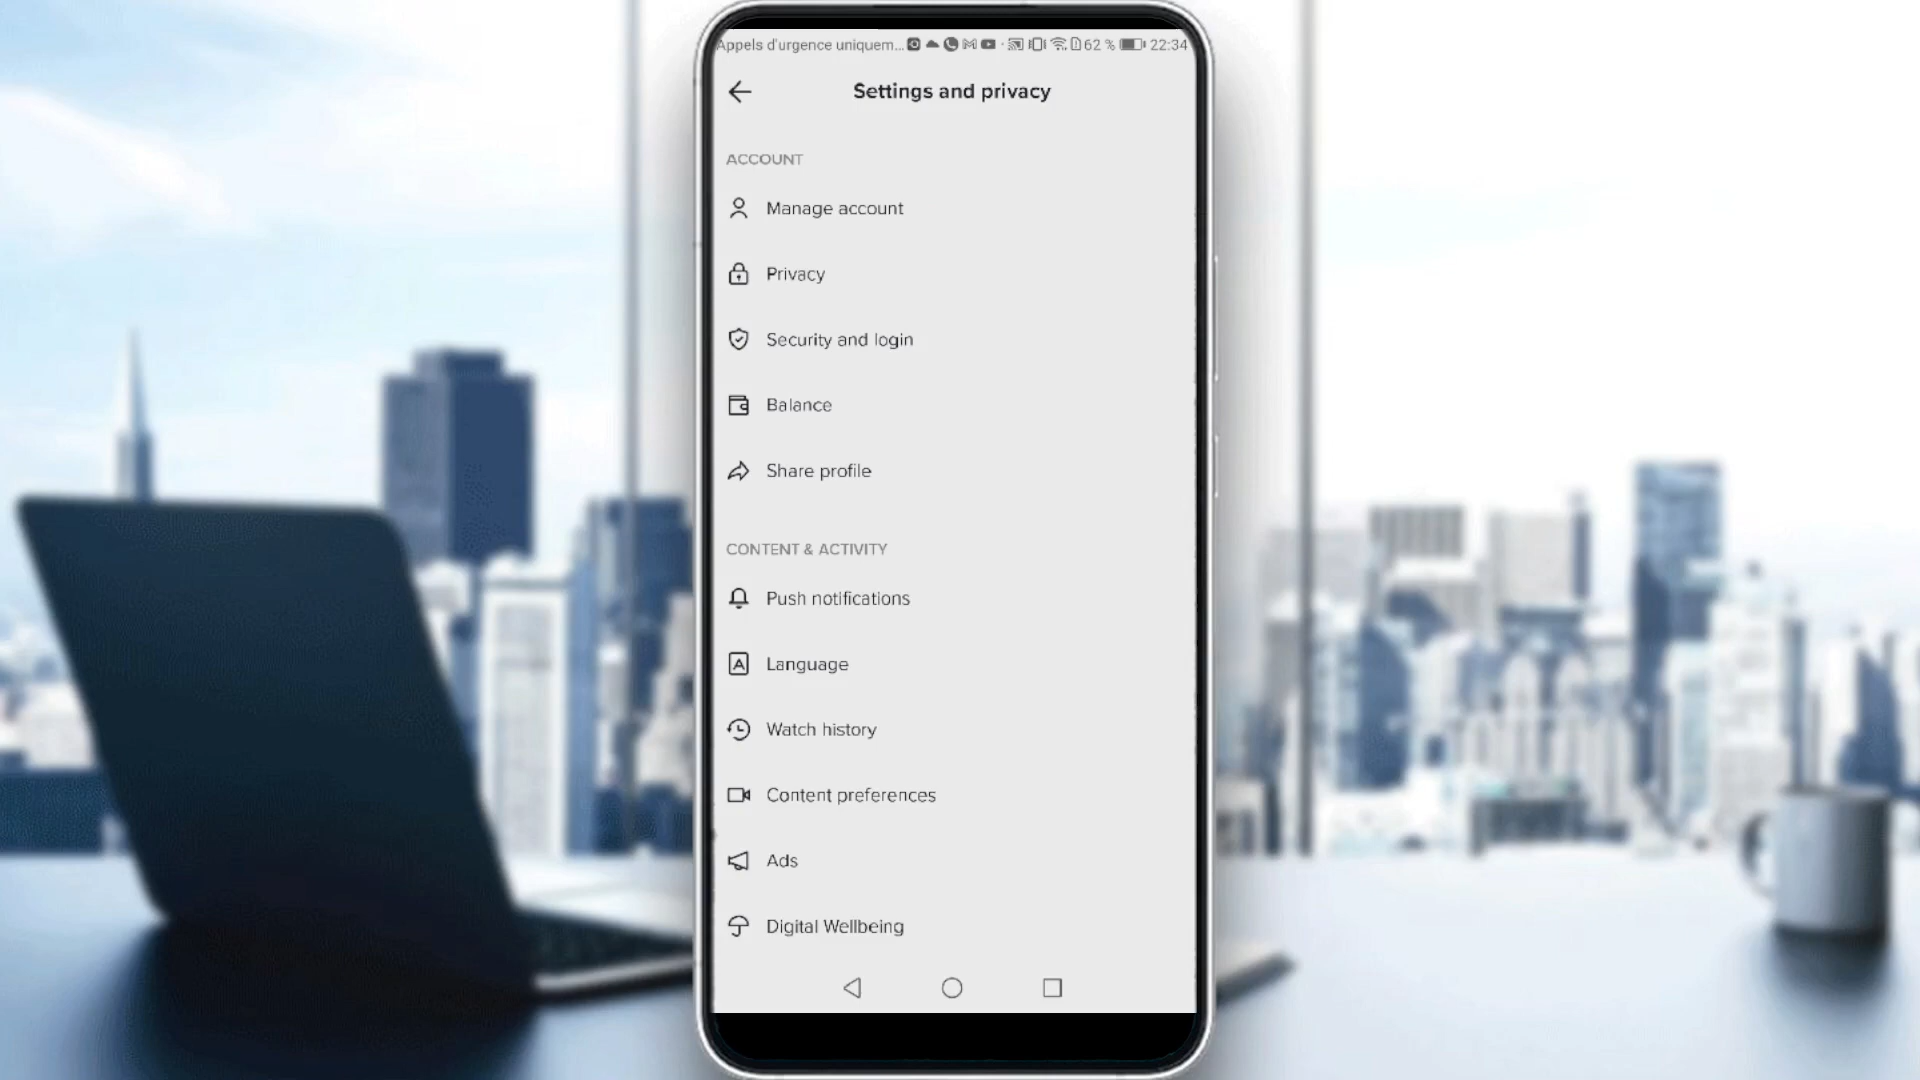 Appels d'urgence uniquem... 62 % 22:34
Settings and privacy
ACCOUNT
Manage account
Privacy
Security and login
Balance
Share profile
CONTENT & ACTIVITY
Push notifications
Language
Watch history
Content preferences
Ads
Digital Wellbeing